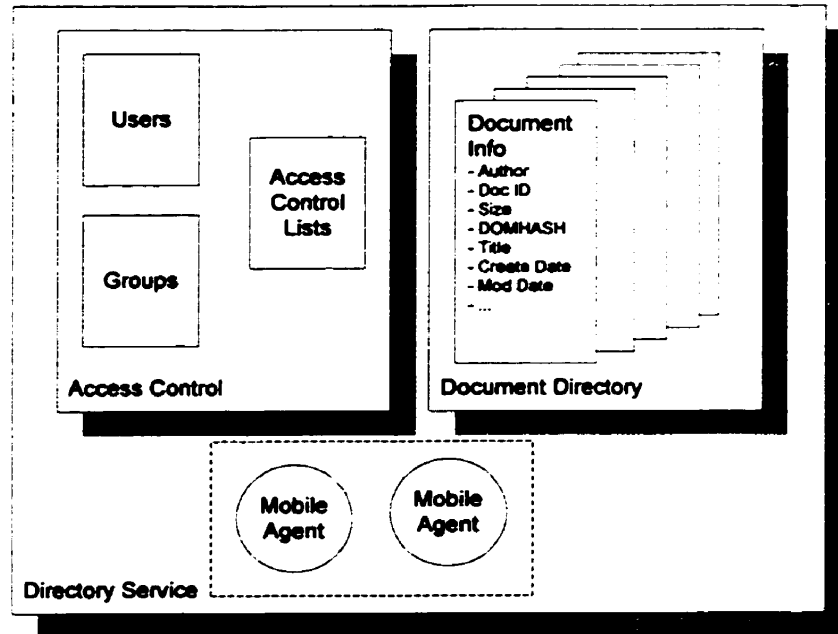 Users
Access
Control
Lists
Groups
Access Control
Document
Info
- Author
- Doc ID
- Size
- DOMHASH
- Title
- Create Date
- Mod Date
- ...
Document Directory
Mobile
Agent
Mobile
Agent
Directory Service